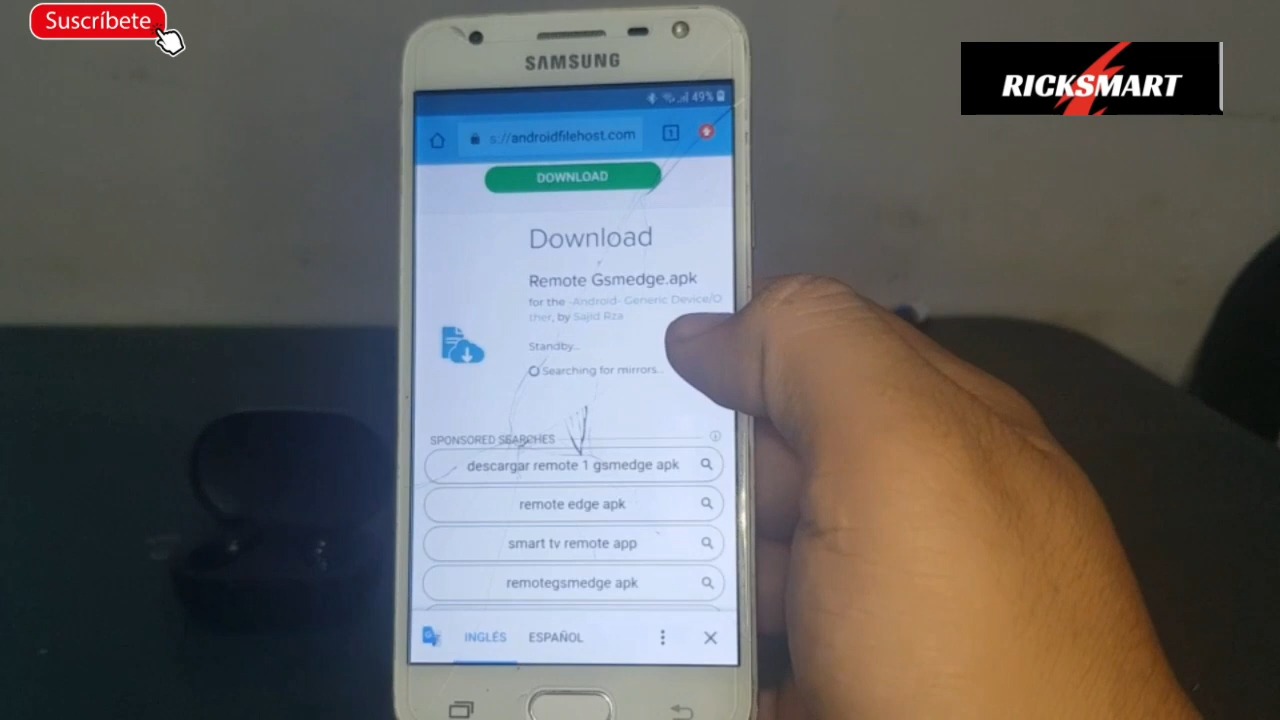 Suscríbete
RICKSMART
SAMSUNG
49%
s://androidfilehost.com
1
DOWNLOAD
Download
Remote Gsmedge.apk
for the -Android- Generic Device/O
ther, by Sajid Rza
Standby...
Searching for mirrors...
SPONSORED SEARCHES
descargar remote 1 gsmedge apk
remote edge apk
smart tv remote app
remotegsmedge apk
INGLÉS ESPAÑOL